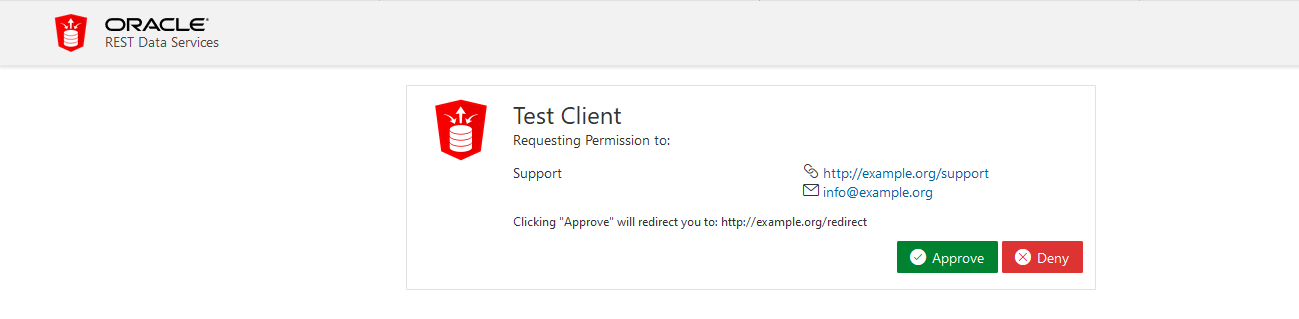 ORACLE
REST Data Services
Test Client
Requesting Permission to:
Support
http://example.org/support
info@example.org
Clicking "Approve" will redirect you to: http://example.org/redirect
Approve Deny